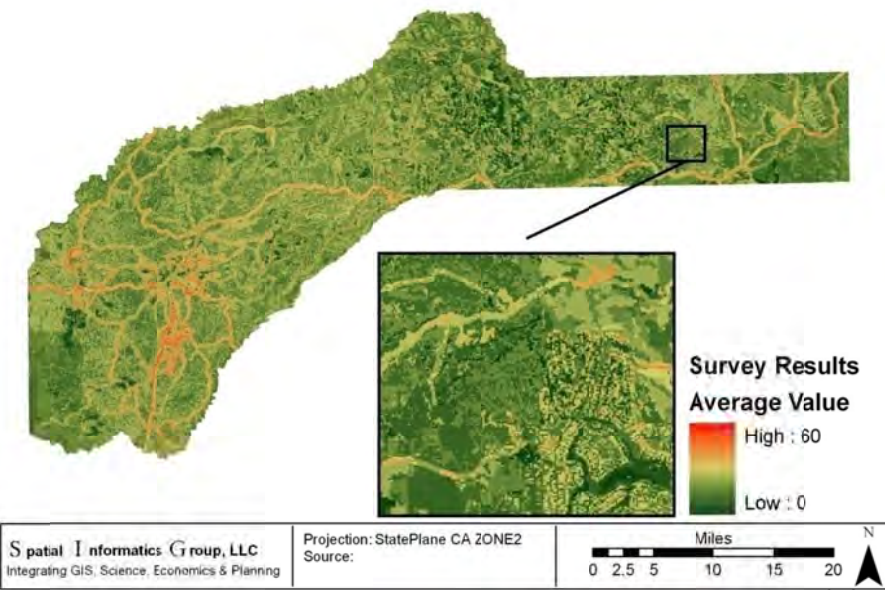 Survey Results
Average Value
High : 60
Low : 0
Spatial Informatics Group, LLC
Integrating GIS, Science, Economics & Planning
Projection: StatePlane CA ZONE2
Source:
Miles
0 2.5 5 10 15 20
N